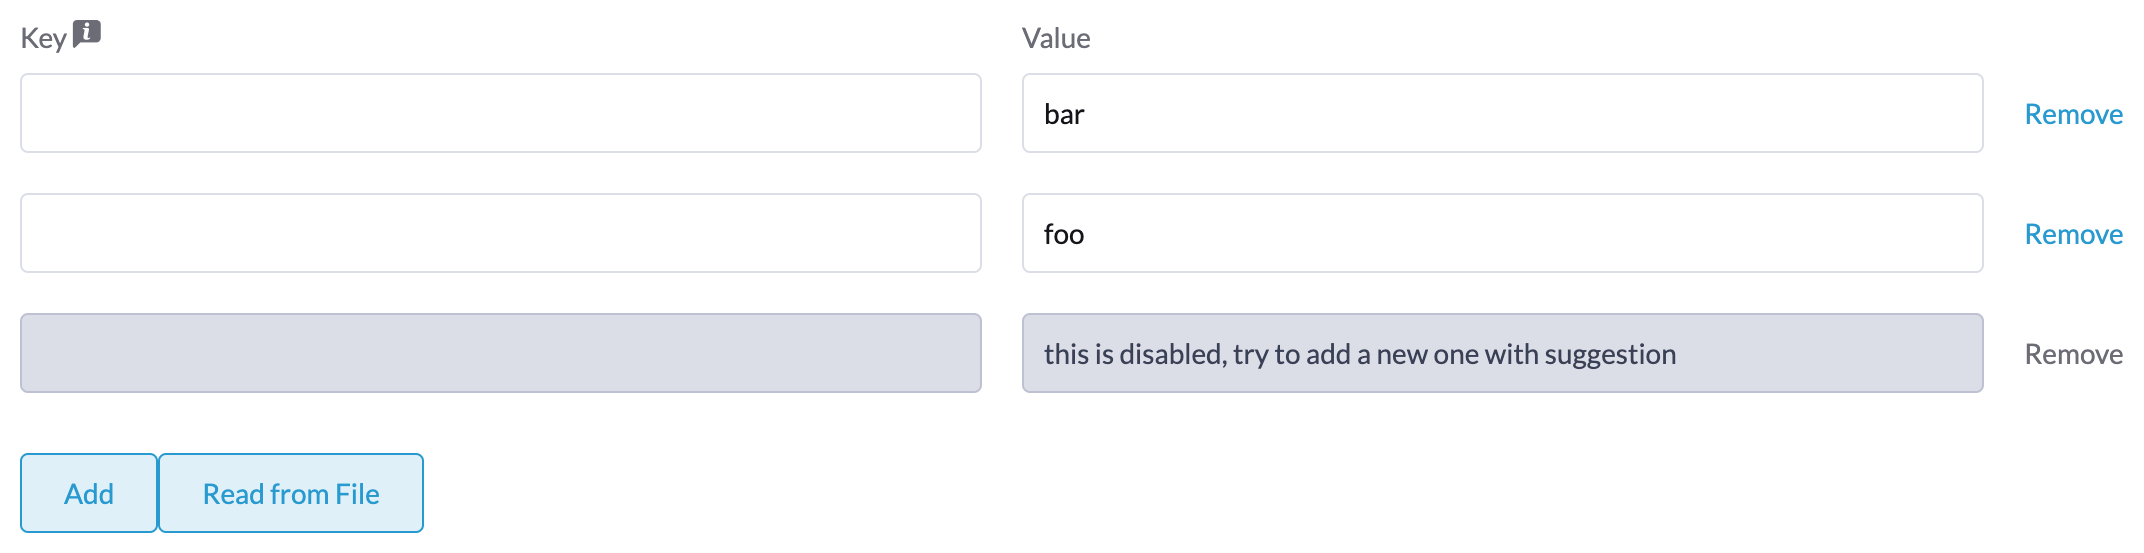 Key Value
bar Remove
foo Remove
this is disabled, try to add a new one with suggestion Remove
Add Read from File